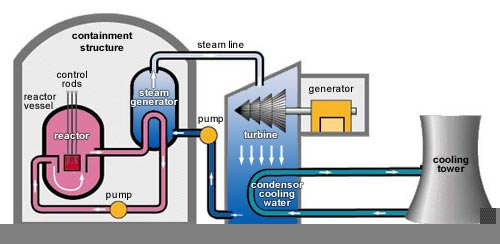 containment
structure
steam line
control
rods
reactor
vessel
steam
generator
generator
reactor
pump
turbine
pump
condensor
cooling
water
cooling
tower